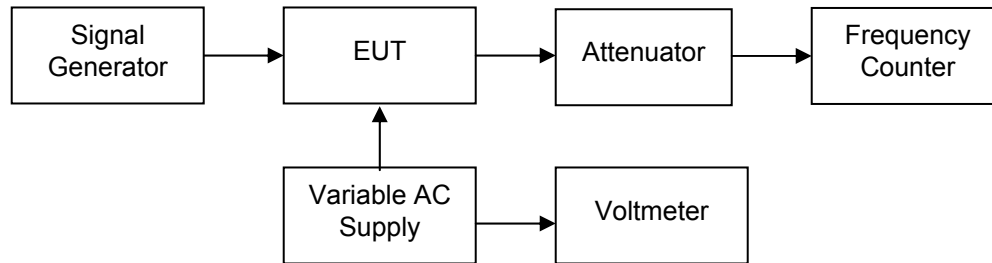 Signal
Generator
EUT
Attenuator
Frequency
Counter
Variable AC
Supply
Voltmeter